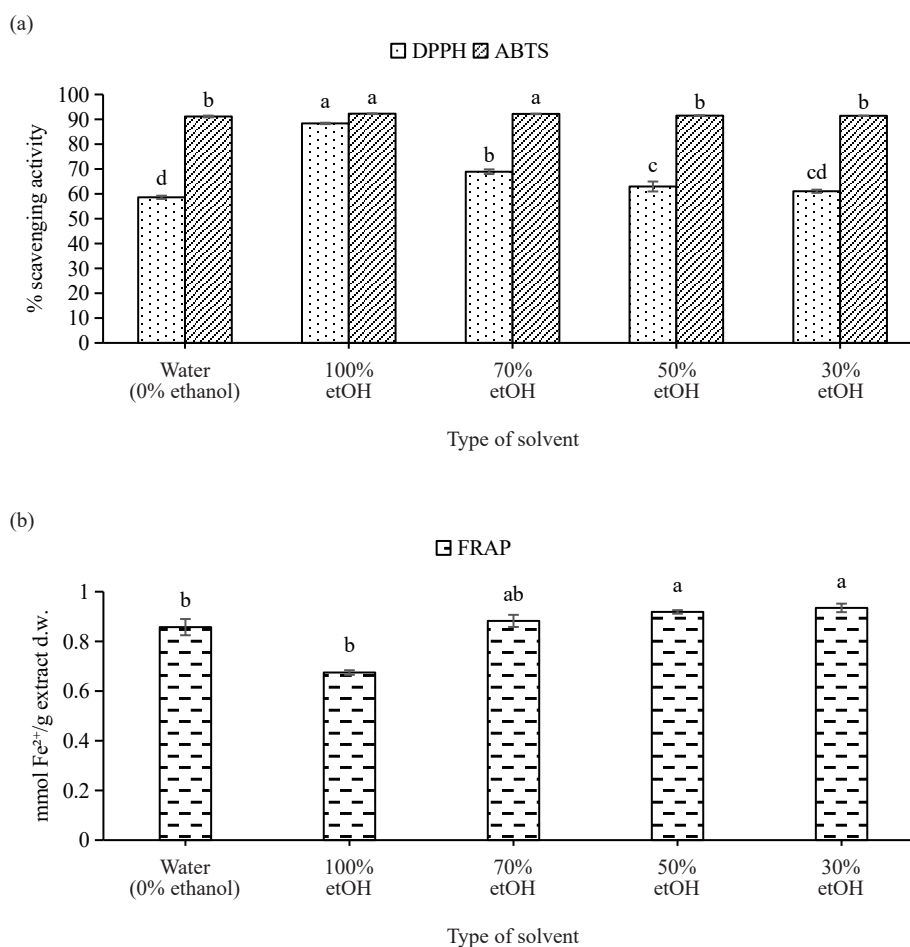 (a)
DPPH ABTS
% scavenging activity
100
90
80
70
60
50
40
30
20
10
0
d b a a b a c b cd b
Water (0% ethanol)
100% etOH
70% etOH
50% etOH
30% etOH
Type of solvent
(b)
FRAP
mmol Fe²⁺/g extract d.w.
1
0.8
0.6
0.4
0.2
0
b b ab a a
Water (0% ethanol)
100% etOH
70% etOH
50% etOH
30% etOH
Type of solvent